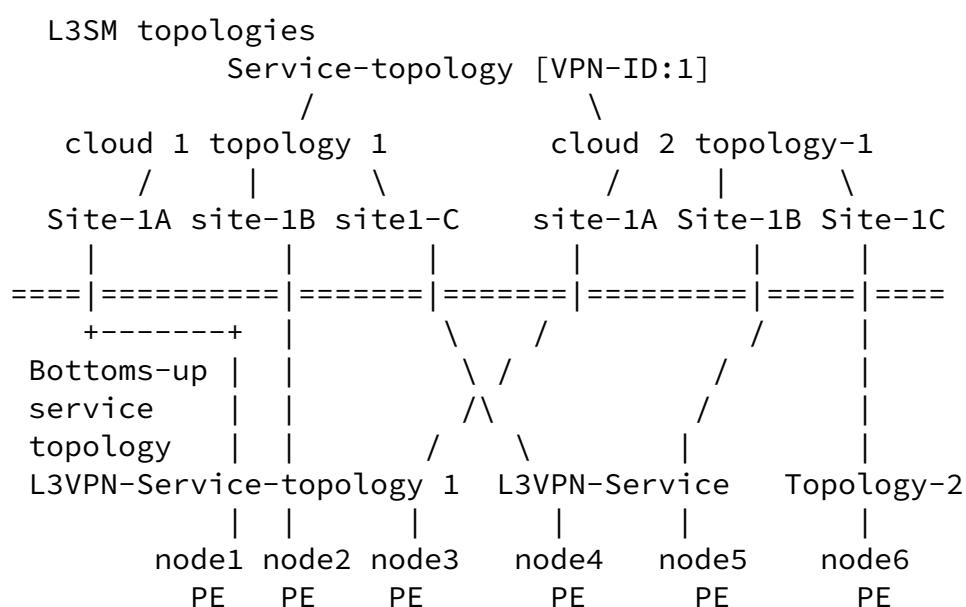 L3SM topologies
Service-topology [VPN-ID:1]
cloud 1 topology 1 cloud 2 topology-1
Site-1A site-1B site1-C site-1A Site-1B Site-1C
Bottoms-up
service
topology
L3VPN-Service-topology 1 L3VPN-Service Topology-2
node1 node2 node3 node4 node5 node6
PE PE PE PE PE PE